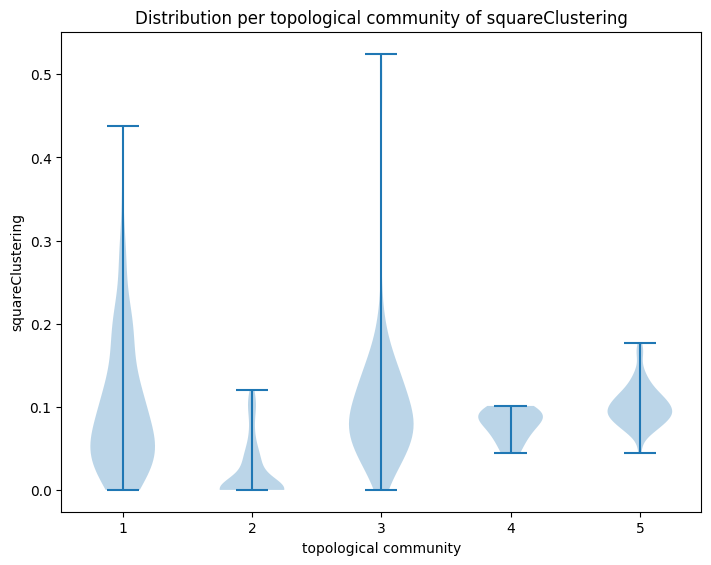 Distribution per topological community of squareClustering
0.5
0.4
0.3
0.2
0.1
0.0
squareClustering
1 2 3 4 5
topological community